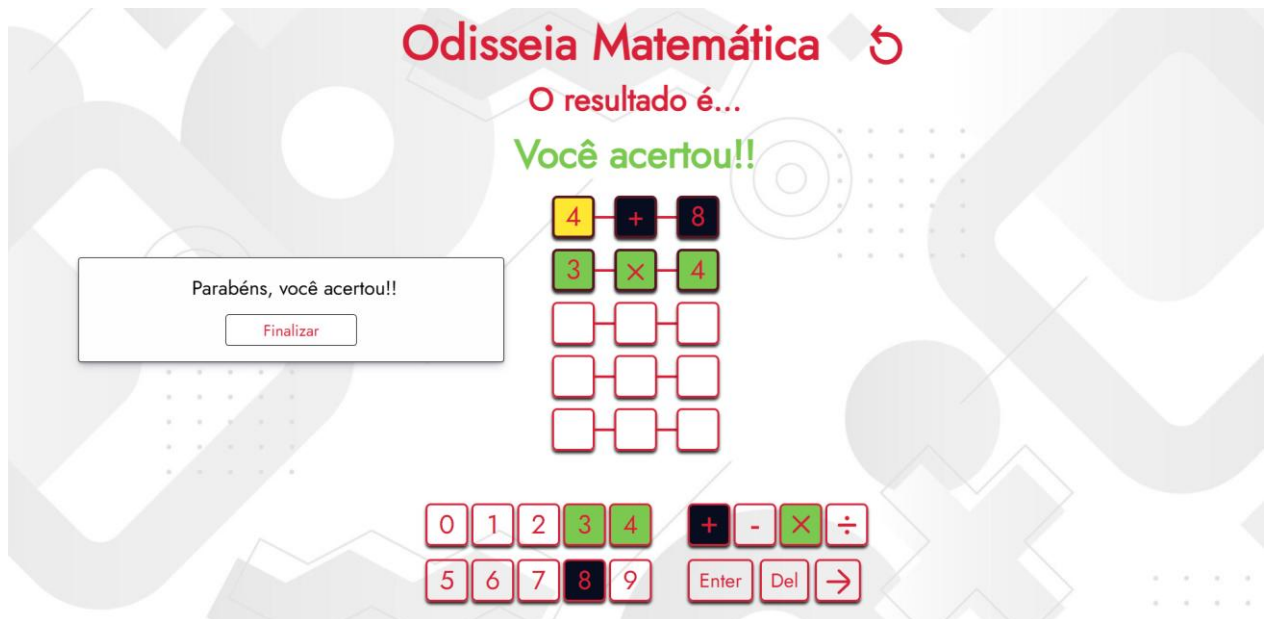 Odisseia Matemática
O resultado é...
Você acertou!!
4 + 8
3 × 4
Parabéns, você acertou!!
Finalizar
0 1 2 3 4 + - × ÷
5 6 7 8 9 Enter Del →